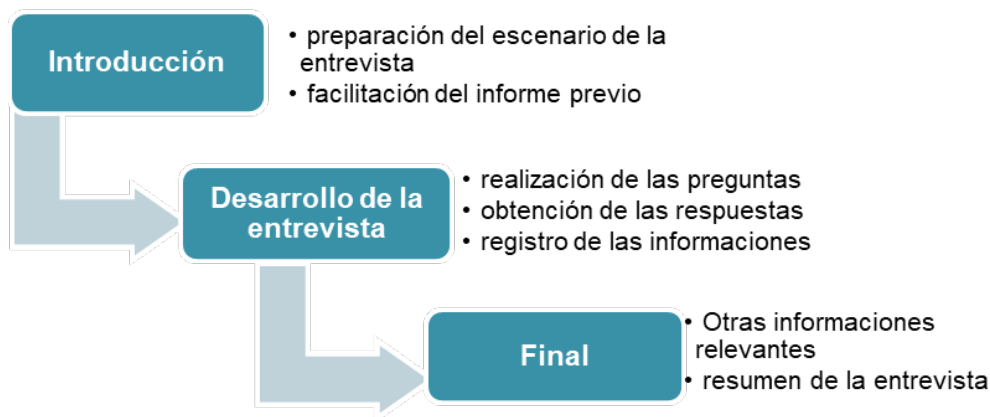 Introducción
• preparación del escenario de la
entrevista
• facilitación del informe previo
Desarrollo de la
entrevista
• realización de las preguntas
• obtención de las respuestas
• registro de las informaciones
Final
• Otras informaciones
relevantes
• resumen de la entrevista